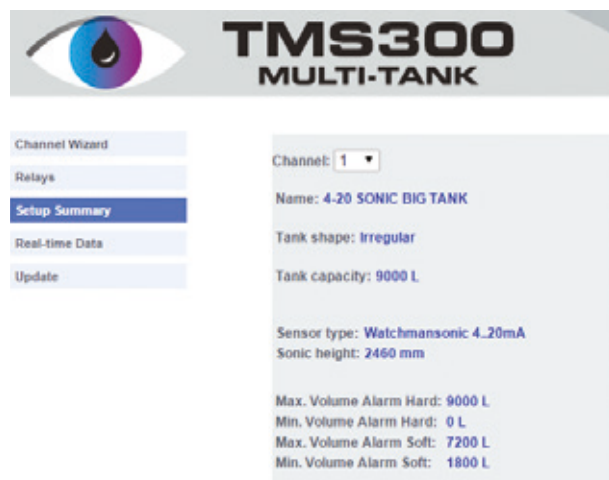 TMS300
MULTI-TANK
Channel Wizard
Relays
Setup Summary
Real-time Data
Update
Channel: 1
Name: 4-20 SONIC BIG TANK
Tank shape: Irregular
Tank capacity: 9000 L
Sensor type: Watchmansonic 4..20mA
Sonic height: 2460 mm
Max. Volume Alarm Hard: 9000 L
Min. Volume Alarm Hard: 0 L
Max. Volume Alarm Soft: 7200 L
Min. Volume Alarm Soft: 1800 L